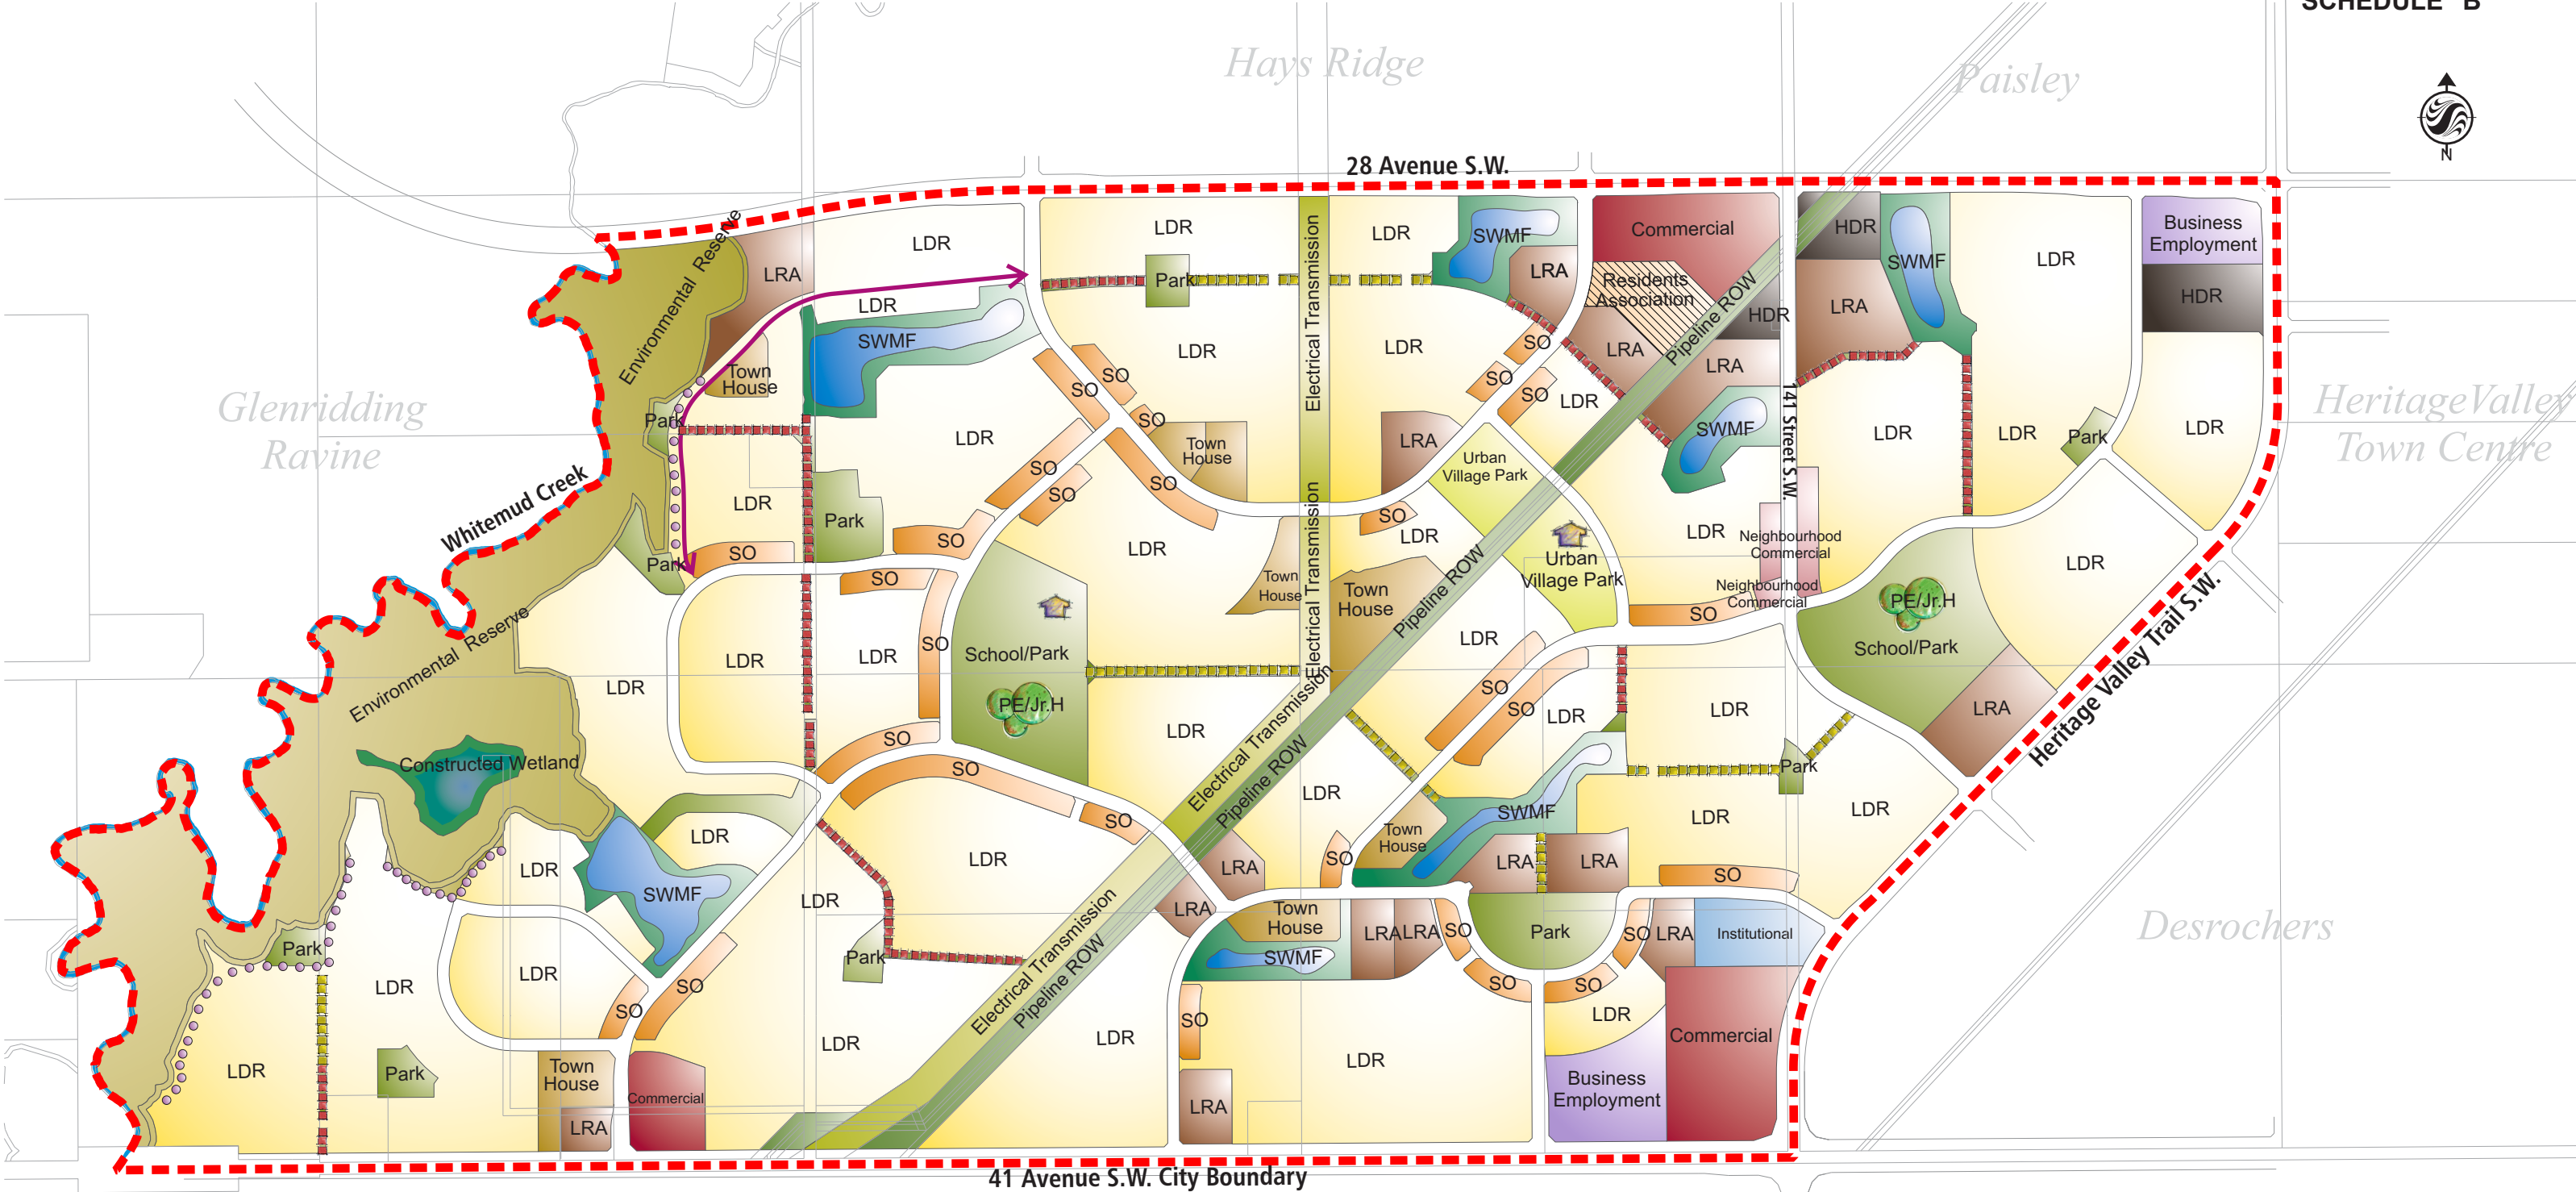 SCHEDULE "B"
Hays Ridge
Paisley
N
28 Avenue S.W.
Environmental Reserve
LRA
LDR
LDR
Electrical Transmission
LDR
SWMF
Commercial
HDR
SWMF
LDR
Business
Employment
LDR
Park
LRA
Residents
Association
Pipeline ROW
HDR
LRA
HDR
SWMF
LDR
LDR
SO
LRA
LRA
Town
House
SO
SO
SO
SO
LDR
141 Street S.W.
Glenridding
Ravine
Heritage Valley
Town Centre
Park
SO
LDR
Town
House
LRA
Urban
Village Park
SWMF
LDR
LDR
Park
LDR
Whitemud Creek
LDR
Park
SO
SO
SO
Electrical Transmission
SO
LDR
LDR
Neighbourhood
Commercial
Park
SO
SO
SO
LDR
Town
House
Town
House
Pipeline ROW
Urban
Village Park
Neighbourhood
Commercial
SO
PE/Jr.H
School/Park
LDR
Environmental Reserve
LDR
LDR
LDR
SO
School/Park
PE/Jr.H
LDR
SO
SO
LDR
LDR
LRA
Heritage Valley Trail S.W.
Constructed Wetland
SO
SO
LDR
Electrical Transmission
Pipeline ROW
LDR
Park
LDR
SO
SWMF
LDR
LDR
LDR
LDR
SWMF
LDR
LDR
LRA
SO
Town
House
LRA
LRA
SO
Park
LDR
LDR
SO
Park
LRA
Town
House
SWMF
LRA
LRA
SO
Park
SO
LRA
Institutional
Desrochers
SO
Electrical Transmission
Pipeline ROW
SO
SO
SO
LDR
Commercial
LDR
Park
Town
House
LRA
Commercial
LDR
LDR
LRA
LDR
Business
Employment
41 Avenue S.W. City Boundary